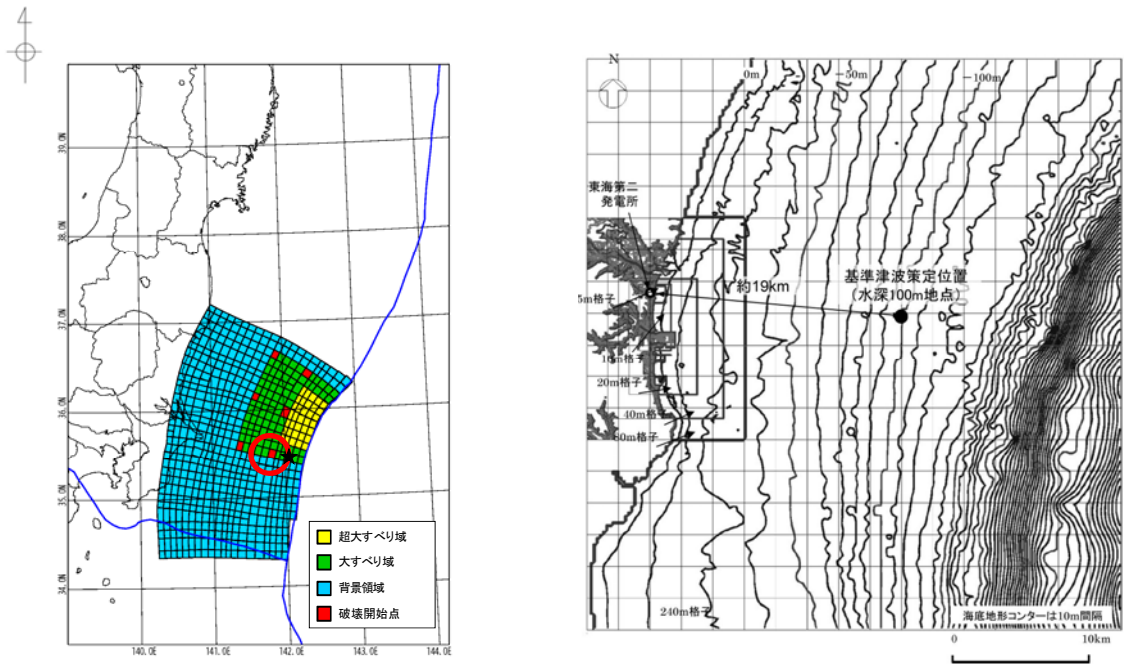 39.0N
38.0N
37.0N
36.0N
35.0N
34.0N
140.0E
141.0E
142.0E
143.0E
144.0E
超大すべり域
大すべり域
背景領域
破壊開始点
N
0m
-50m
-100m
東海第二
発電所
約19km
基準津波策定位置
(水深100m地点)
5m格子
10m格子
20m格子
40m格子
80m格子
240m格子
海底地形コンターは10m間隔
0
10km